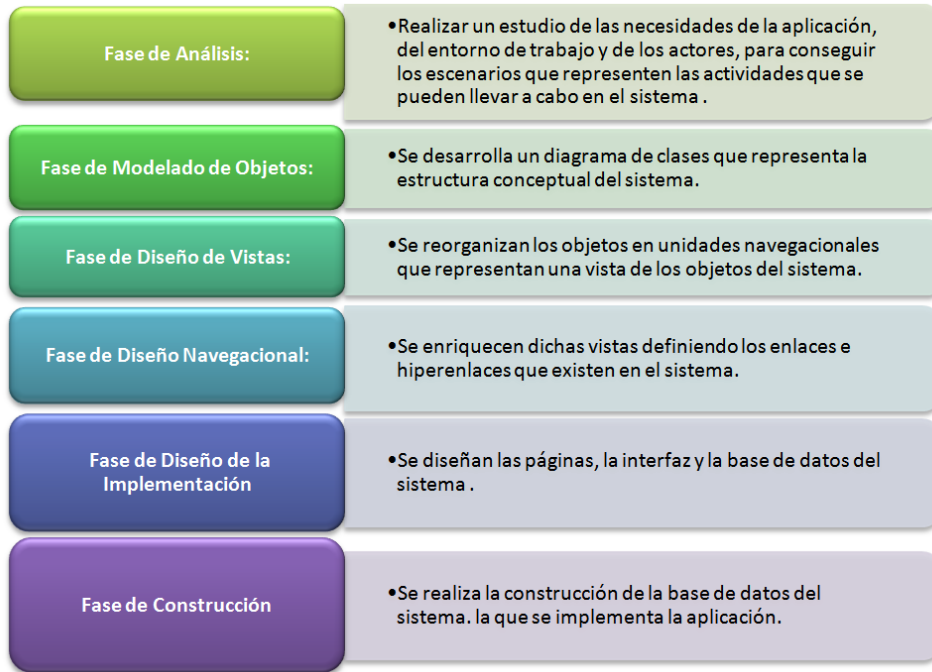 Fase de Análisis:
•Realizar un estudio de las necesidades de la aplicación,
del entorno de trabajo y de los actores, para conseguir
los escenarios que representen las actividades que se
pueden llevar a cabo en el sistema .
Fase de Modelado de Objetos:
•Se desarrolla un diagrama de clases que representa la
estructura conceptual del sistema.
Fase de Diseño de Vistas:
•Se reorganizan los objetos en unidades navegacionales
que representan una vista de los objetos del sistema.
Fase de Diseño Navegacional:
•Se enriquecen dichas vistas definiendo los enlaces e
hiperenlaces que existen en el sistema.
Fase de Diseño de la
Implementación
•Se diseñan las páginas, la interfaz y la base de datos del
sistema .
Fase de Construcción
•Se realiza la construcción de la base de datos del
sistema. la que se implementa la aplicación.